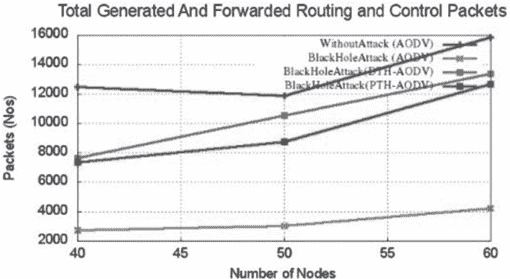 Total Generated And Forwarded Routing and Control Packets
Packets (Nos)
16000
14000
12000
10000
8000
6000
4000
2000
WithoutAttack (AODV)
BlackHoleAttack (AODV)
BlackHoleAttack(DTH-AODV)
BlackHoleAttack(PTH-AODV)
40 45 50 55 60
Number of Nodes